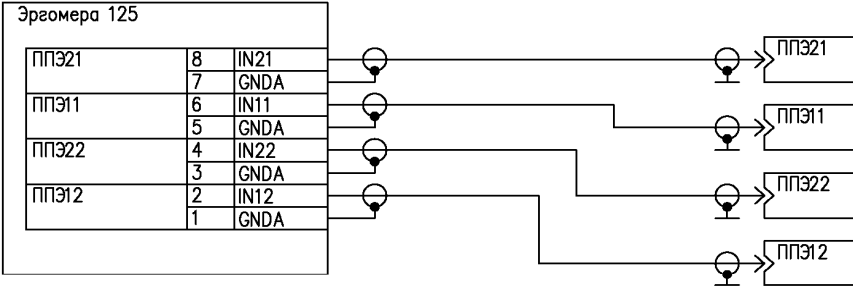 Эргомера 125
ППЭ21 8 IN21 ППЭ21
7 GNDA
ППЭ11 6 IN11 ППЭ11
5 GNDA
ППЭ22 4 IN22 ППЭ22
3 GNDA
ППЭ12 2 IN12 ППЭ12
1 GNDA